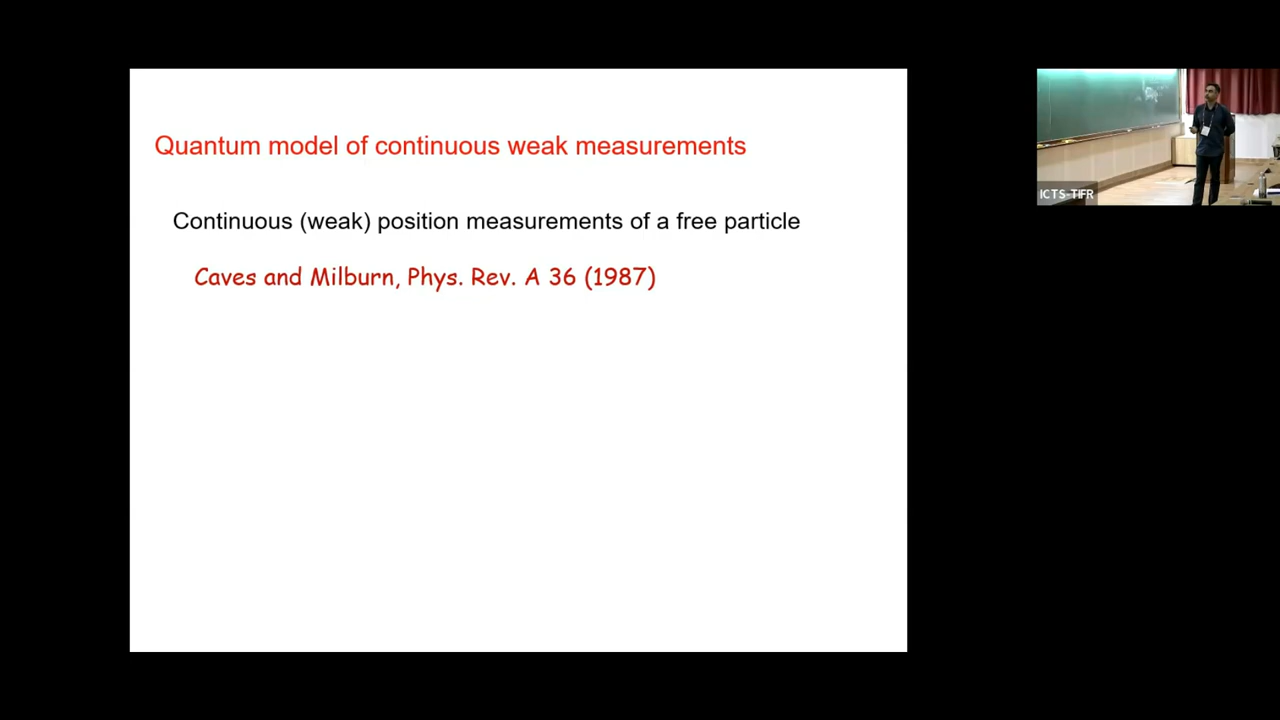 Quantum model of continuous weak measurements
Continuous (weak) position measurements of a free particle
Caves and Milburn, Phys. Rev. A 36 (1987)
ICTS-TIFR